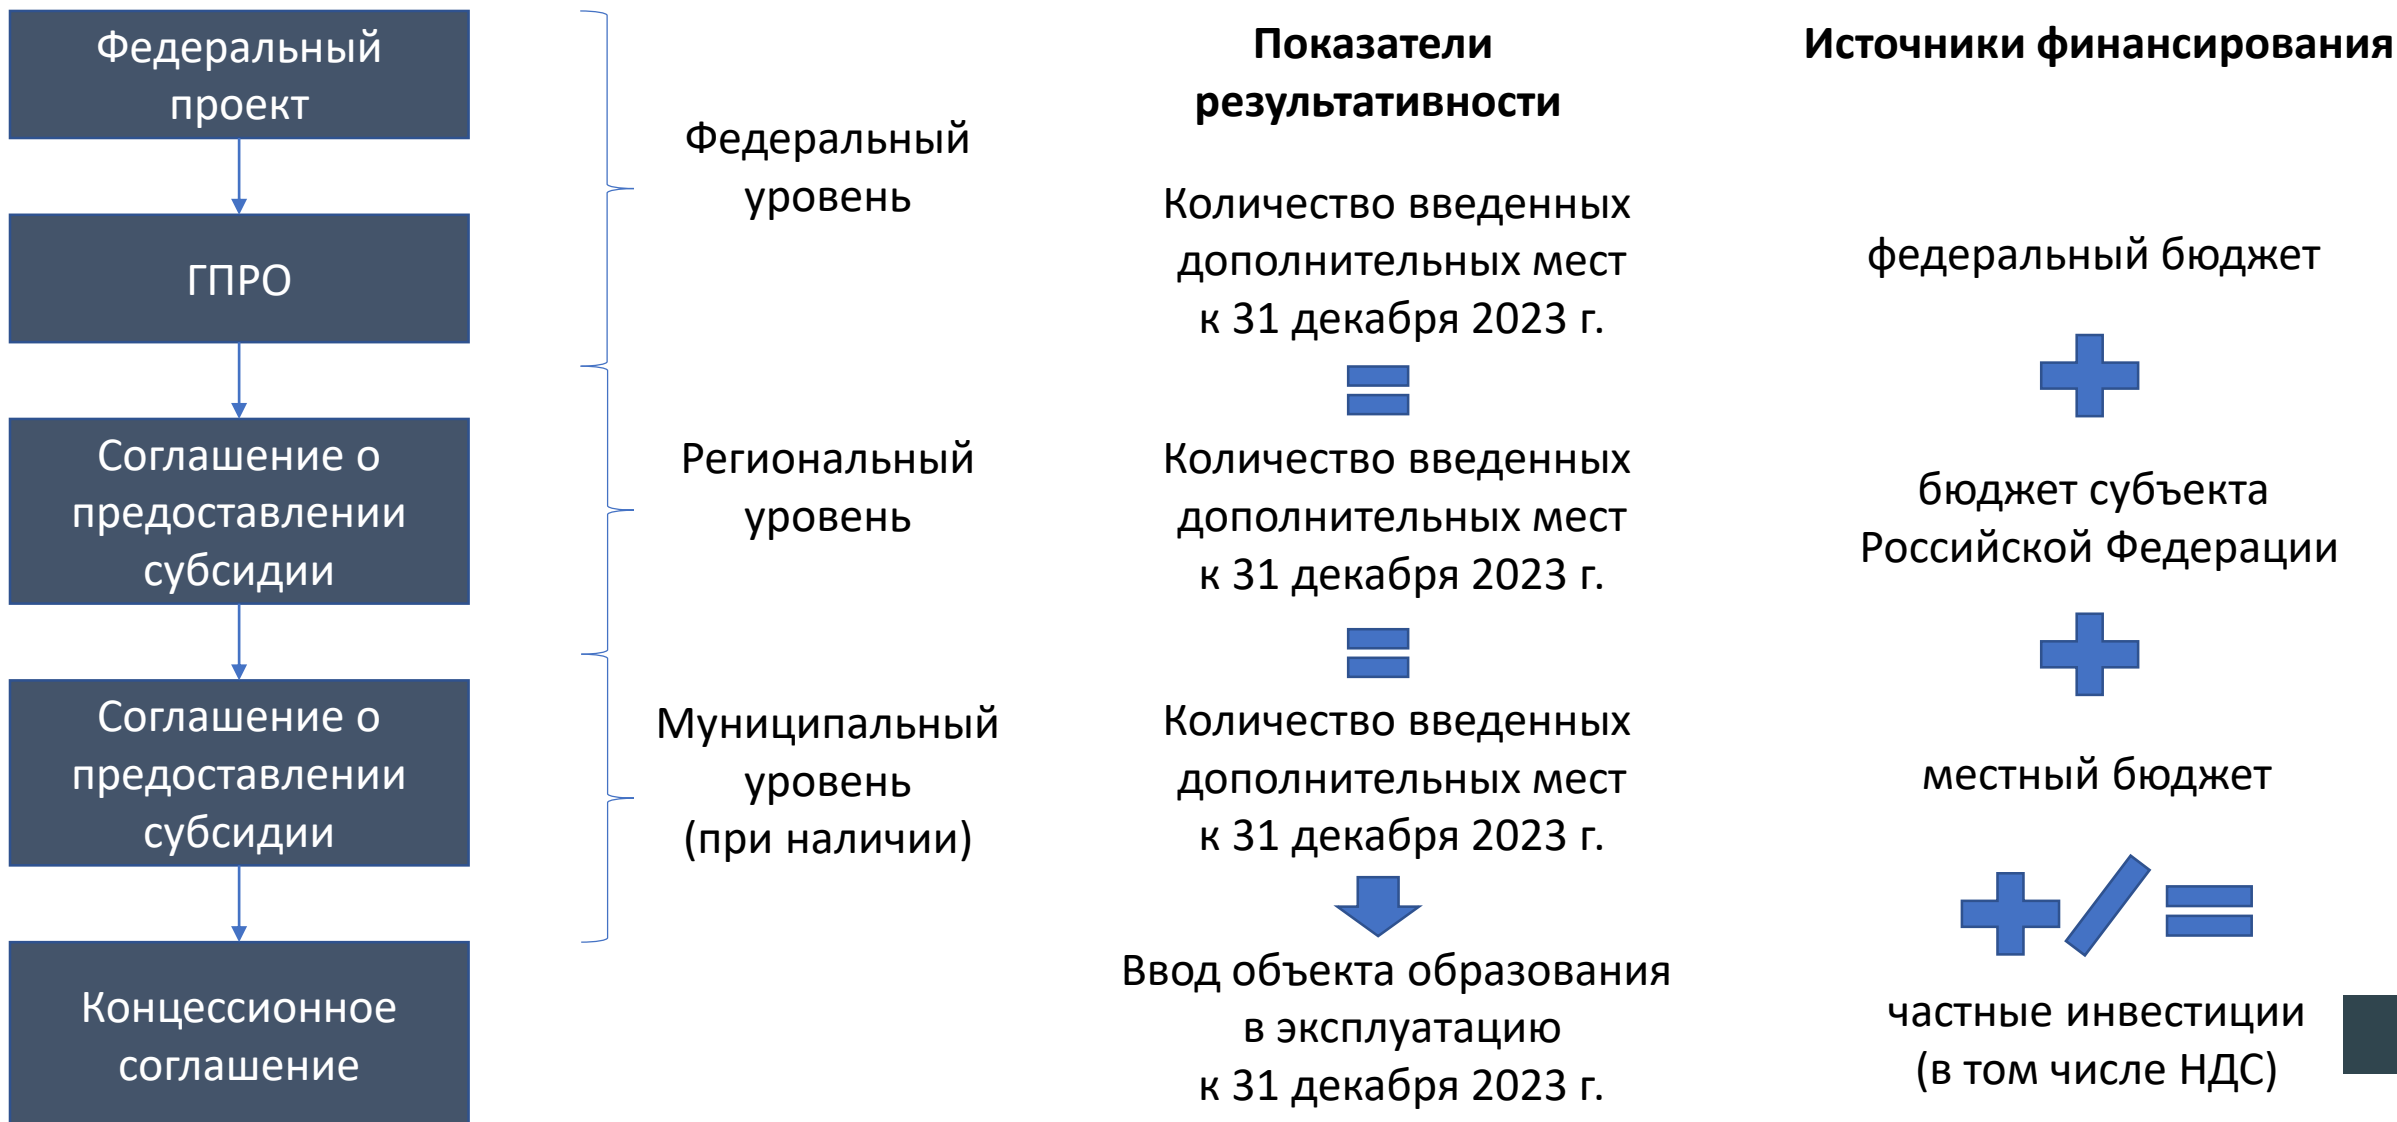 Федеральный
проект
ГПРО
Соглашение о
предоставлении
субсидии
Соглашение о
предоставлении
субсидии
Концессионное
соглашение
Федеральный
уровень
Региональный
уровень
Муниципальный
уровень
(при наличии)
Показатели
результативности
Количество введенных
дополнительных мест
к 31 декабря 2023 г.
Количество введенных
дополнительных мест
к 31 декабря 2023 г.
Количество введенных
дополнительных мест
к 31 декабря 2023 г.
Ввод объекта образования
в эксплуатацию
к 31 декабря 2023 г.
Источники финансирования
федеральный бюджет
бюджет субъекта
Российской Федерации
местный бюджет
частные инвестиции
(в том числе НДС)